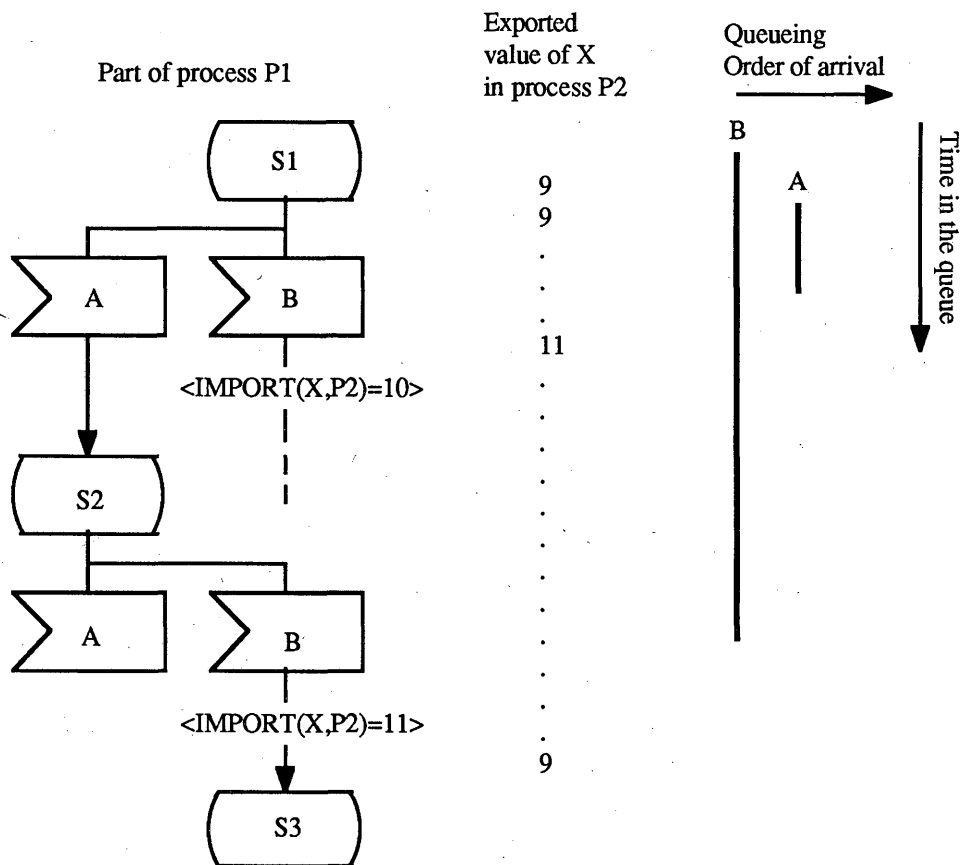 Part of process P1
Exported
value of X
in process P2
Queueing
Order of arrival
B
A
Time in the queue
S1
9
9
.
.
.
11
.
.
.
.
.
.
.
.
.
.
.
.
9
A
B
<IMPORT(X,P2)=10>
S2
A
B
<IMPORT(X,P2)=11>
S3